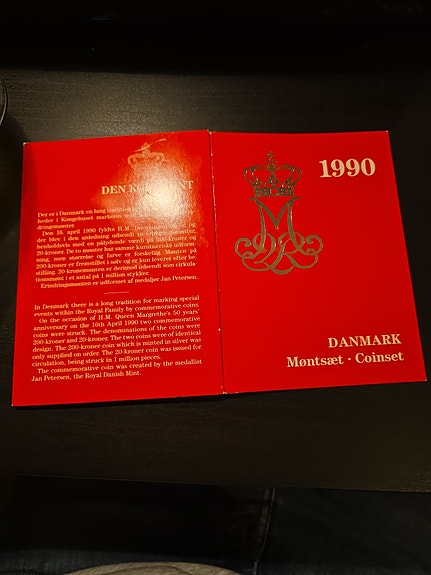 DEN K NT
Der er i Danmark en lang tradition
heder i Kongehuset markeres
dringsmønter
Den 16. april 1990 fyldte H.M. Dronningen 50 år, og
der blev i den anledning udsendt to
henholdsvis med en pålydende værdi på 200-kroner og
20-kroner. De to mønter har samme kunstneriske udform-
ning, men størrelse og farve er forskellig. Mønten på
200-kroner er fremstillet i sølv og er kun leveret efter be-
stilling. 20-kronemønten er derimod udsendt som cirkula-
tionsmønt i et antal på 1 million stykker.
Erindringsmønten er udformet af medaljør Jan Petersen.
In Denmark there is a long tradition for marking special
events within the Royal Family by commemorative coins.
On the occasion of H.M. Queen Margrethe's 50 years'
anniversary on the 16th April 1990 two commemorative
coins were struck. The denominations of the coins were
200-kroner and 20-kroner. The two coins were of identical
design. The 200-kroner coin which is minted in silver was
only supplied on order. The 20-kroner coin was issued for
circulation, being struck in 1 million pieces.
The commemorative coin was created by the medallist
Jan Petersen, the Royal Danish Mint.
1990
DANMARK
Møntsæt · Coinset